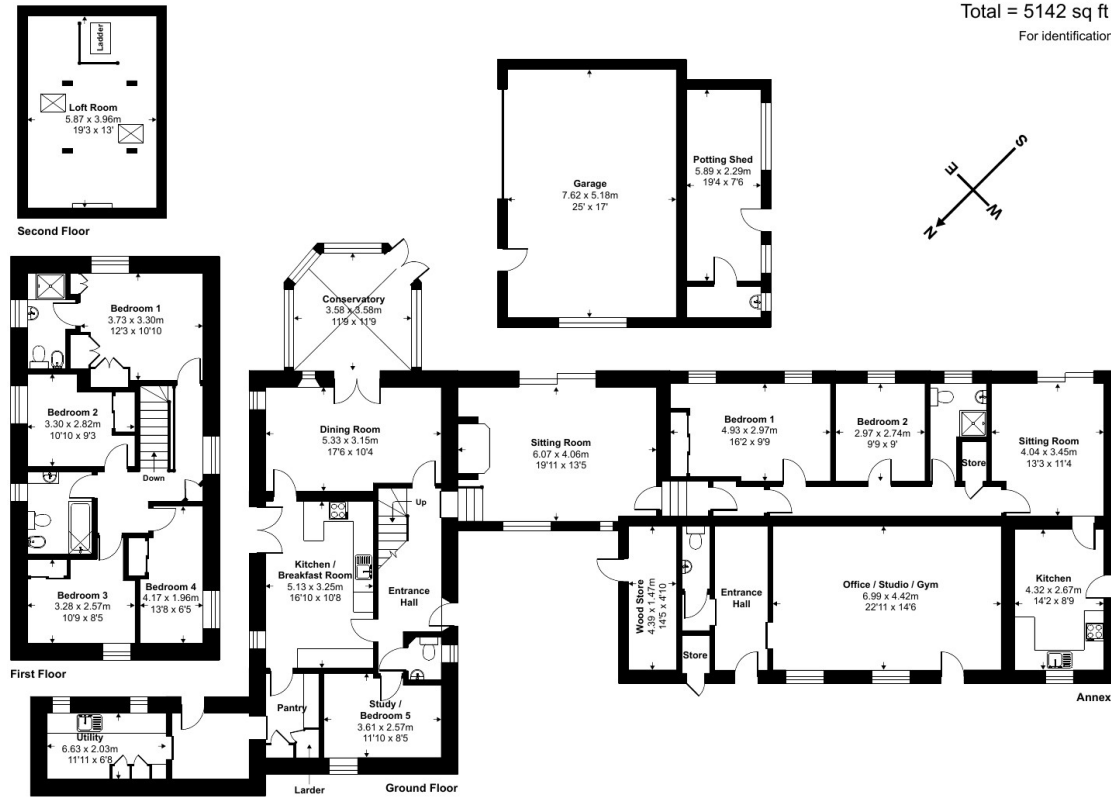 Total = 5142 sq ft
For identification
Ladder
Loft Room
5.87 x 3.96m
19'3 x 13'
Second Floor
Garage
7.62 x 5.18m
25' x 17'
Potting Shed
5.89 x 2.29m
19'4 x 7'6
S
E
W
N
Conservatory
3.58 x 3.58m
11'9 x 11'9
Bedroom 1
3.73 x 3.30m
12'3 x 10'10
Bedroom 2
3.30 x 2.82m
10'10 x 9'3
Down
Bedroom 3
3.28 x 2.57m
10'9 x 8'5
Bedroom 4
4.17 x 1.96m
13'8 x 6'5
First Floor
Dining Room
5.33 x 3.15m
17'6 x 10'4
Sitting Room
6.07 x 4.06m
19'11 x 13'5
Bedroom 1
4.93 x 2.97m
16'2 x 9'9
Bedroom 2
2.97 x 2.74m
9'9 x 9'
Store
Sitting Room
4.04 x 3.45m
13'3 x 11'4
Up
Kitchen /
Breakfast Room
5.13 x 3.25m
16'10 x 10'8
Entrance
Hall
Wood Store
4.39 x 1.47m
14'5 x 4'10
Store
Entrance
Hall
Office / Studio / Gym
6.99 x 4.42m
22'11 x 14'6
Kitchen
4.32 x 2.67m
14'2 x 8'9
Annex
Pantry
Study /
Bedroom 5
3.61 x 2.57m
11'10 x 8'5
Utility
6.63 x 2.03m
11'11 x 6'8
Larder
Ground Floor